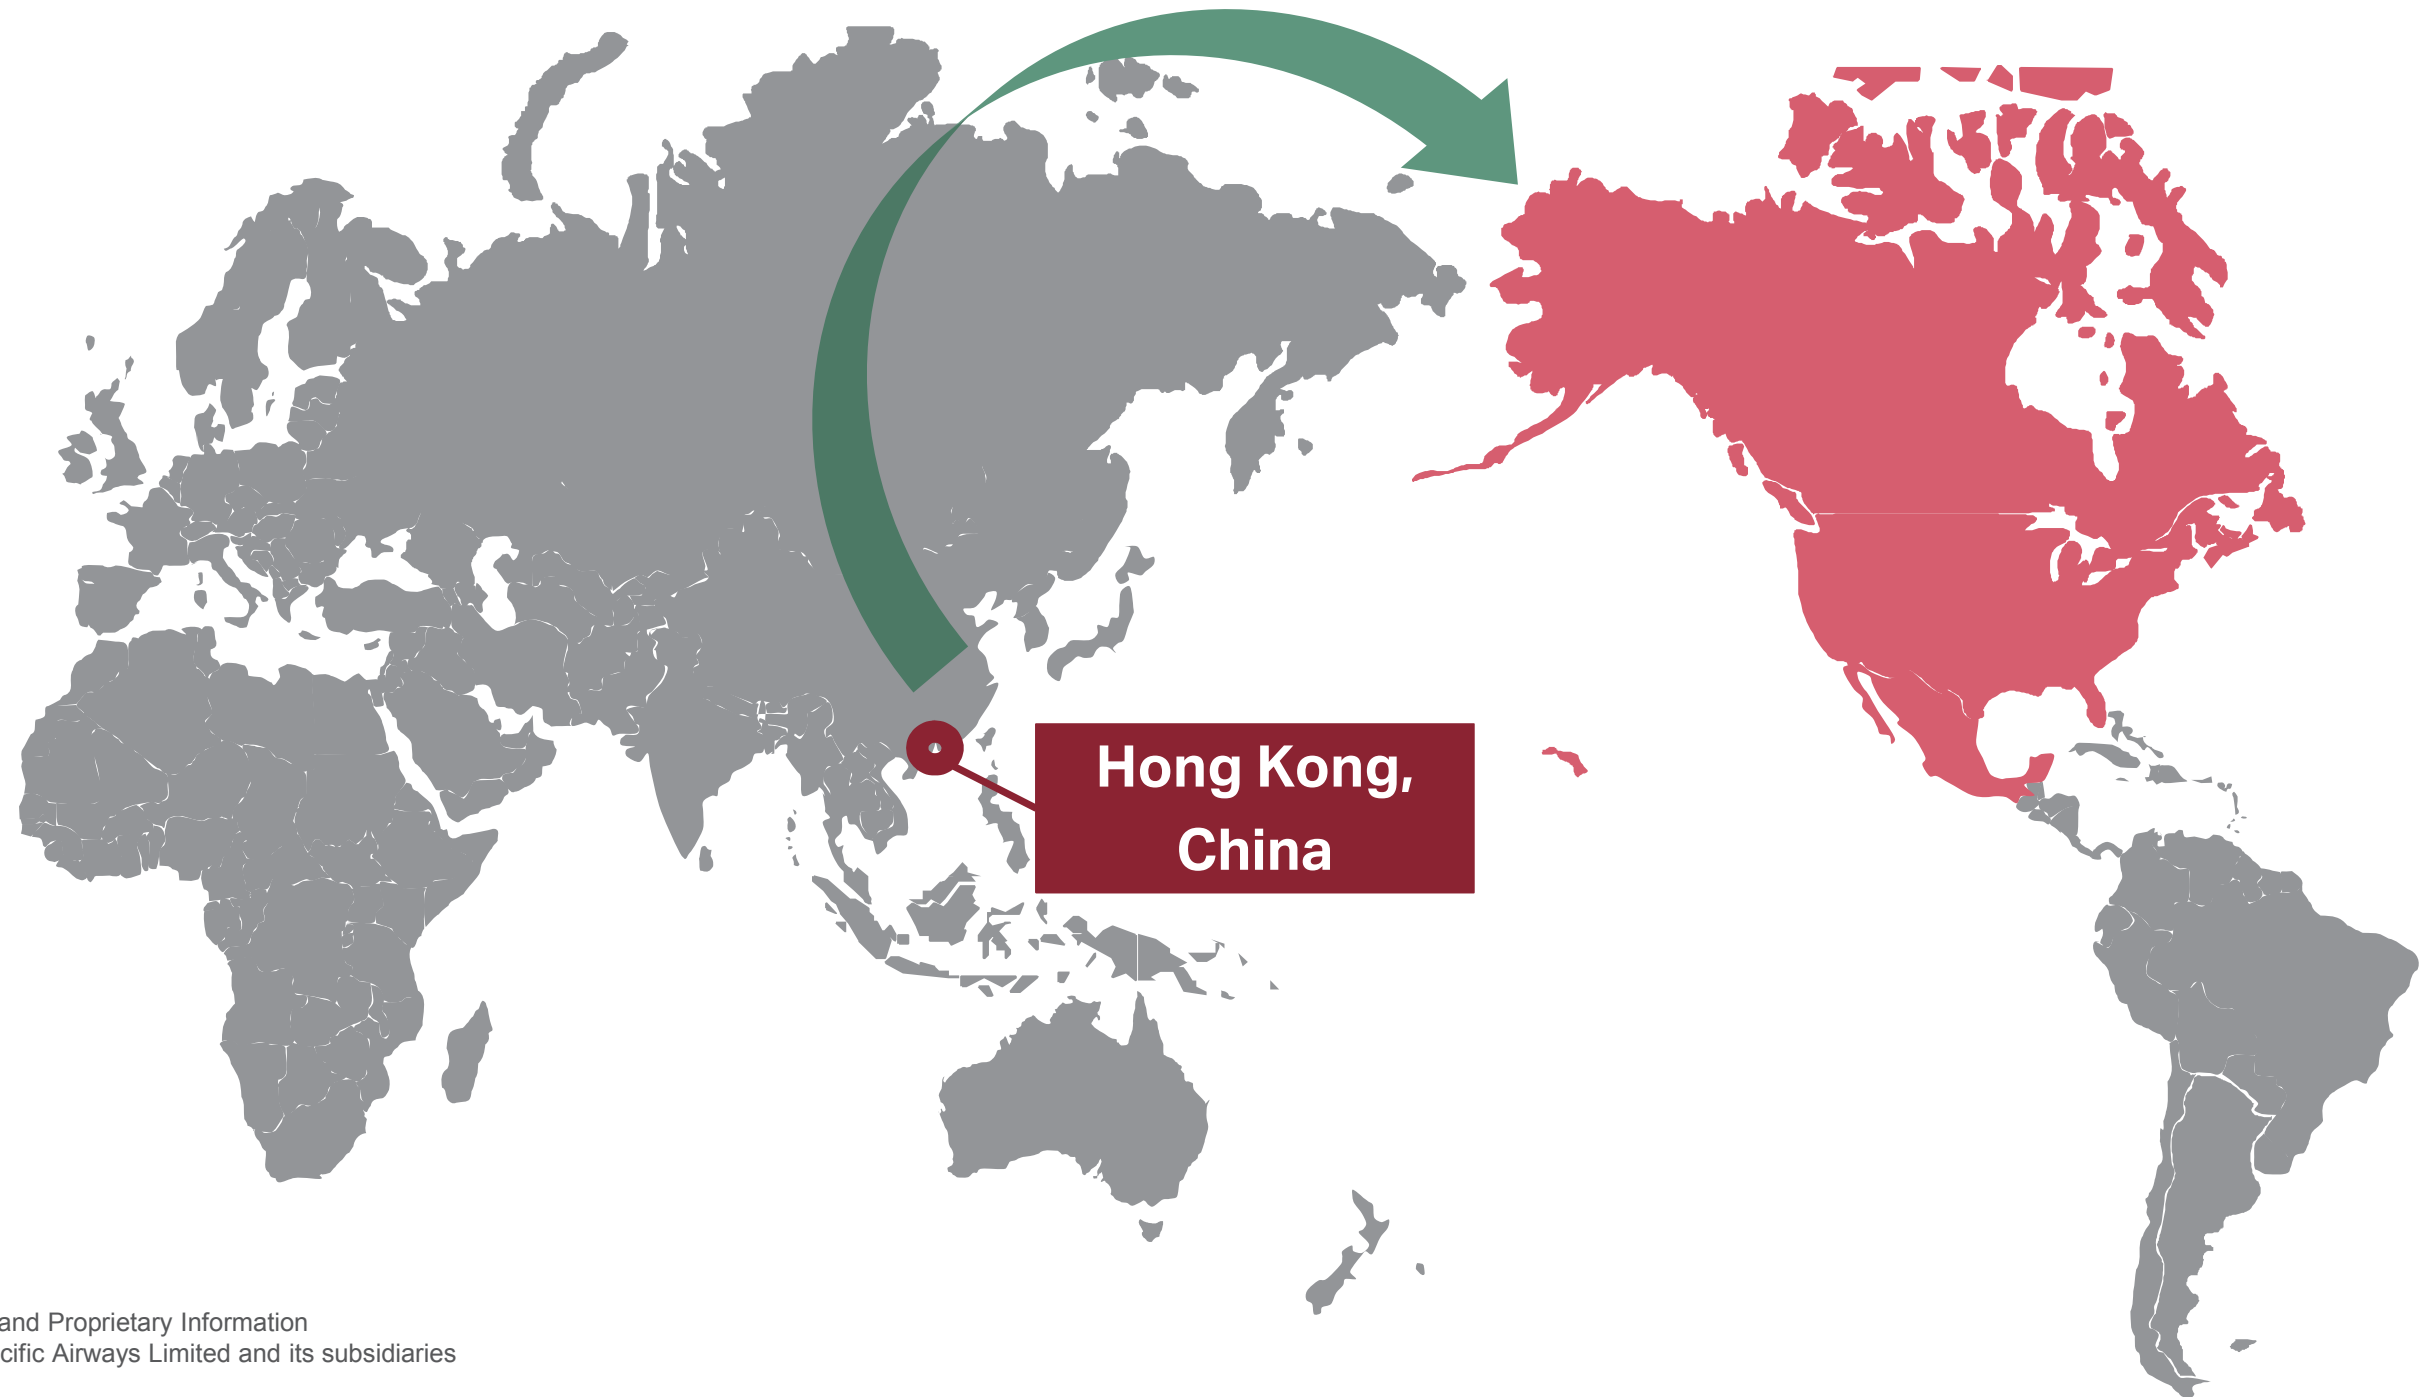 Hong Kong,
China
and Proprietary Information
cific Airways Limited and its subsidiaries